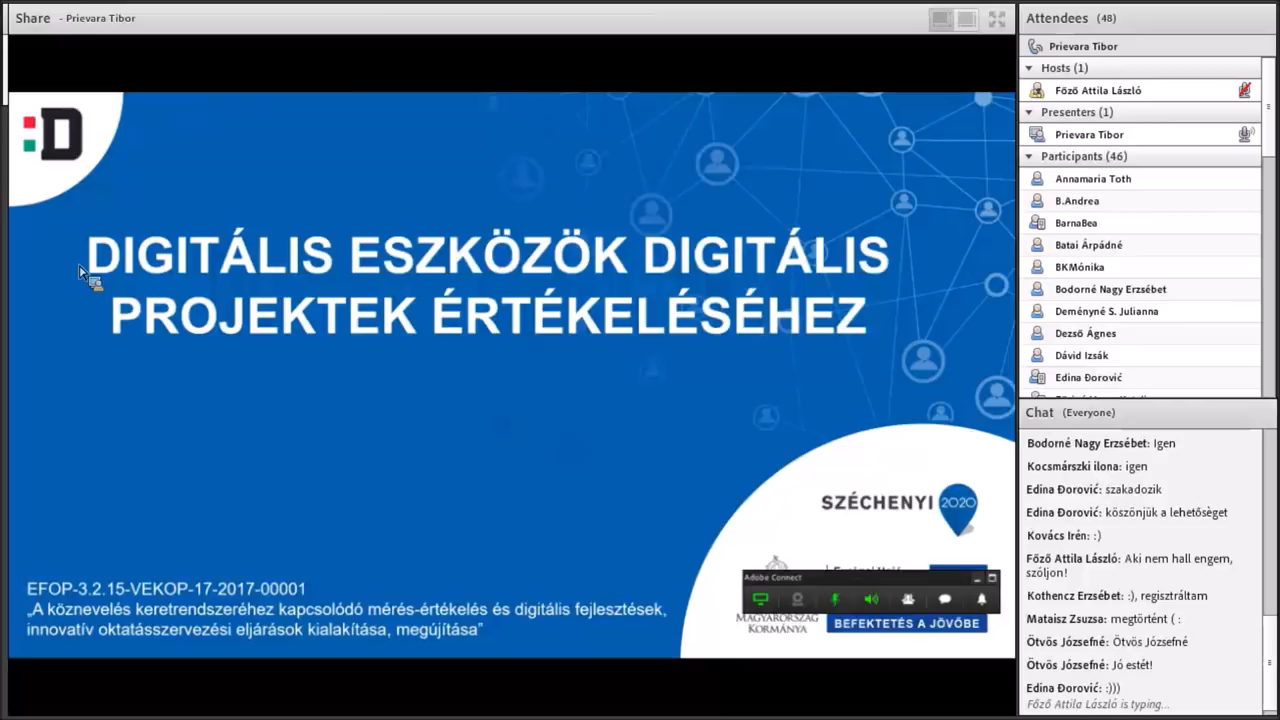 Share - Prievara Tibor
:D
DIGITÁLIS ESZKÖZÖK DIGITÁLIS
PROJEKTEK ÉRTÉKELÉSÉHEZ
SZÉCHENYI 2020
EFOP-3.2.15-VEKOP-17-2017-00001
„A köznevelés keretrendszeréhez kapcsolódó mérés-értékelés és digitális fejlesztések,
innovatív oktatásszervezési eljárások kialakítása, megújítása”
Adobe Connect
MAGYARORSZÁG
KORMÁNYA
BEFEKTETÉS A JÖVŐBE
Attendees (48)
Prievara Tibor
Hosts (1)
Főző Attila László
Presenters (1)
Prievara Tibor
Participants (46)
Annamaria Toth
B.Andrea
BarnaBea
Batai Árpádné
BKMónika
Bodorné Nagy Erzsébet
Deményné S. Julianna
Dezső Ágnes
Dávid Izsák
Edina Đorović
Chat (Everyone)
Bodorné Nagy Erzsébet: Igen
Kocsmárszki ilona: igen
Edina Đorović: szakadozik
Edina Đorović: köszönjük a lehetősèget
Kovács Irén: :)
Főző Attila László: Aki nem hall engem,
szóljon!
Kothencz Erzsébet: :), regisztráltam
Mataisz Zsuzsa: megtörtént ( :
Ötvös Józsefné: Ötvös Józsefné
Ötvös Józsefné: Jó estét!
Edina Đorović: :)))
Főző Attila László is typing...